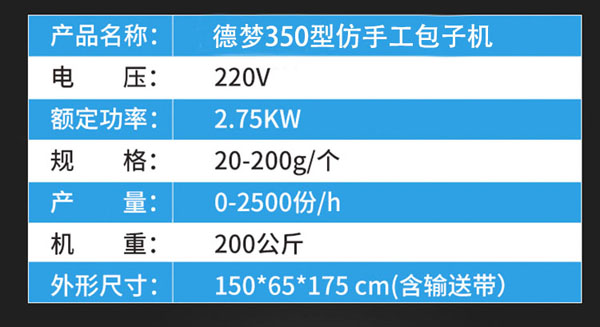 产品名称： 德梦350型仿手工包子机
电 压： 220V
额定功率： 2.75KW
规 格： 20-200g/个
产 量： 0-2500份/h
机 重： 200公斤
外形尺寸： 150*65*175 cm(含输送带）